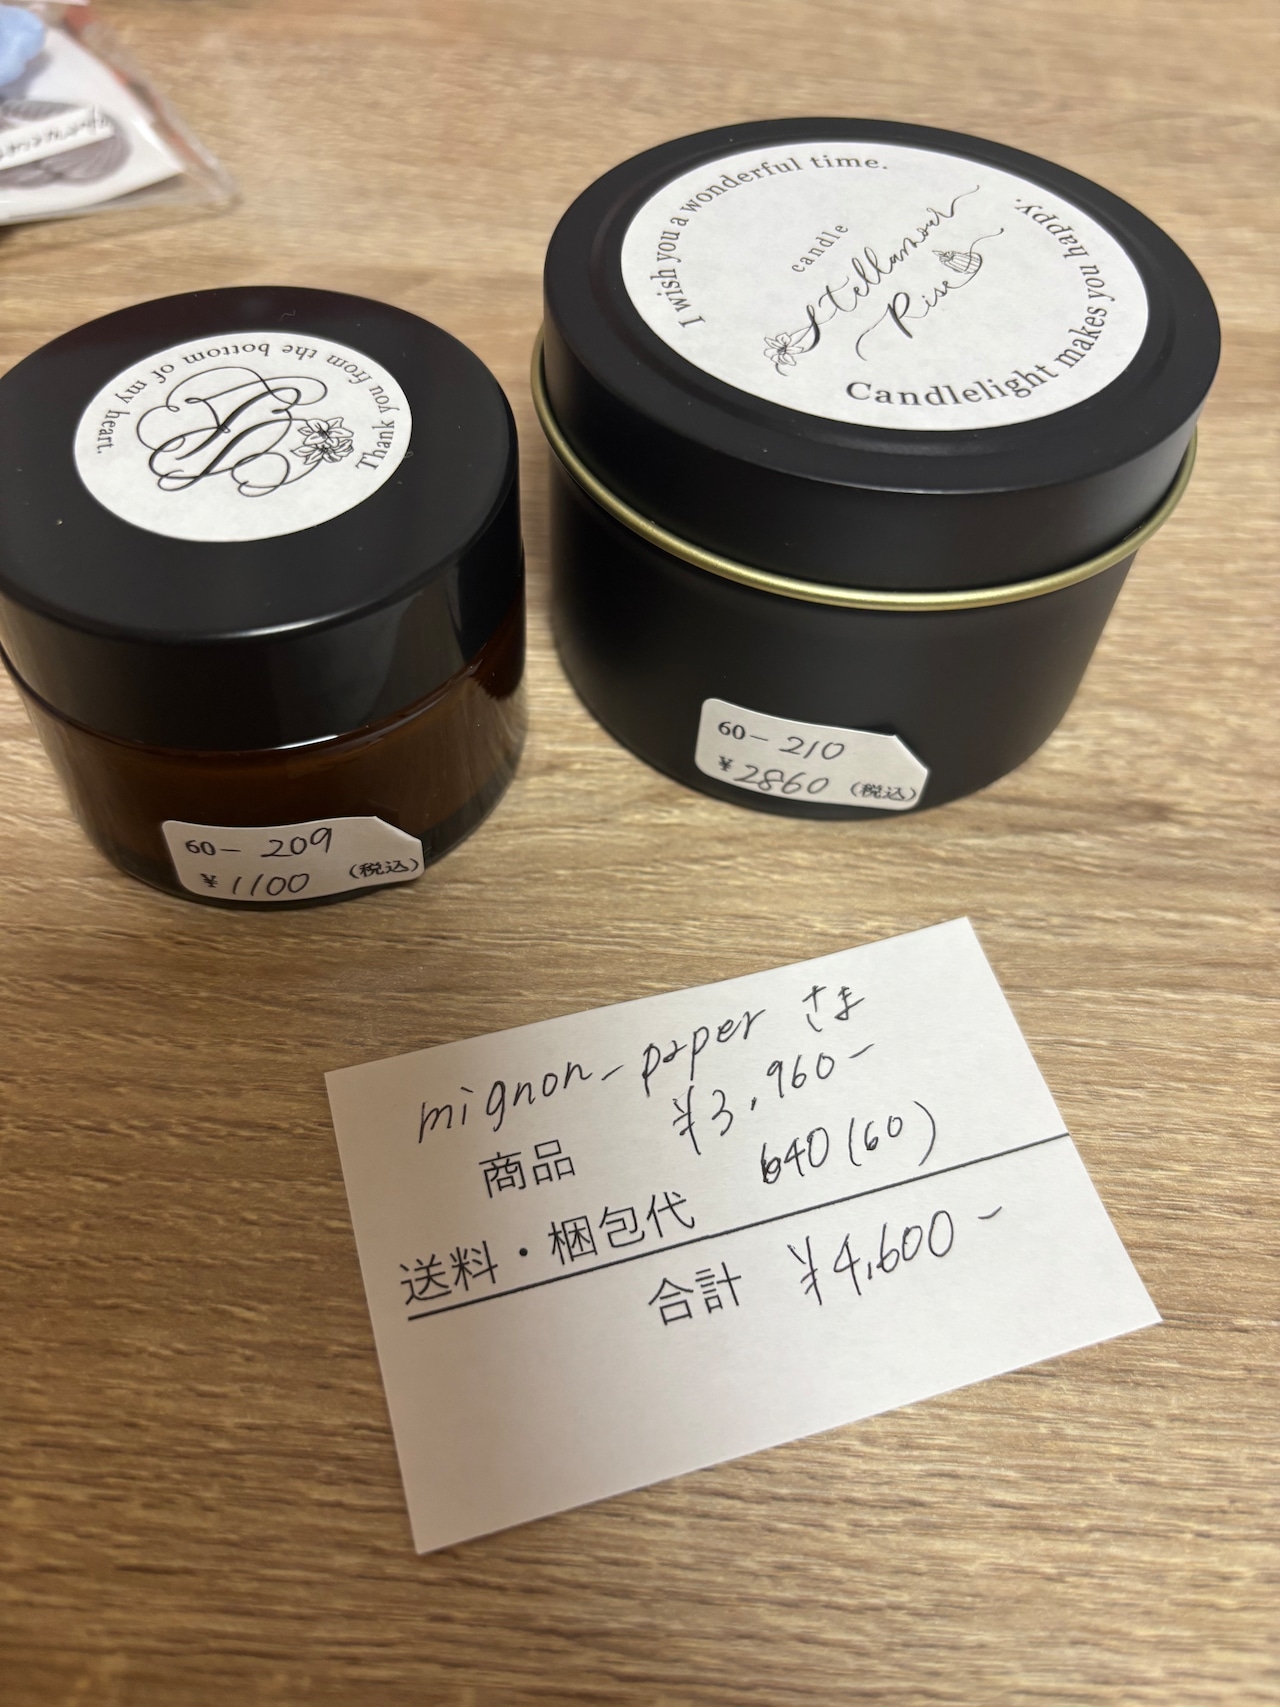 Thank you from the bottom of my heart.
I wish you a wonderful time.
candle
Stellamour
Rise
Candlelight makes you happy.
60- 209
¥1100 (税込)
60- 210
¥2860 (税込)
mignon_paper さま
商品 ¥3,960-
送料・梱包代 640(60)
合計 ¥4,600-